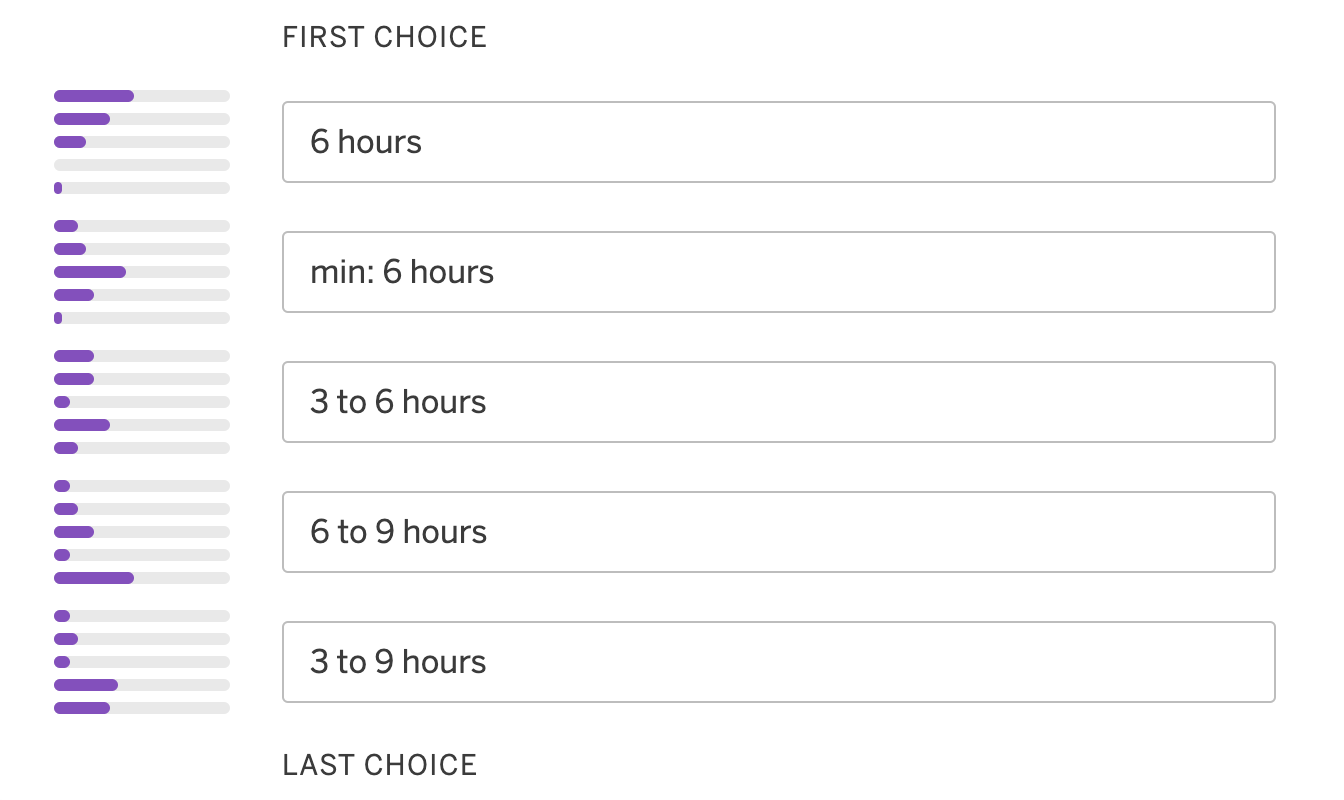 FIRST CHOICE
6 hours
min: 6 hours
3 to 6 hours
6 to 9 hours
3 to 9 hours
LAST CHOICE